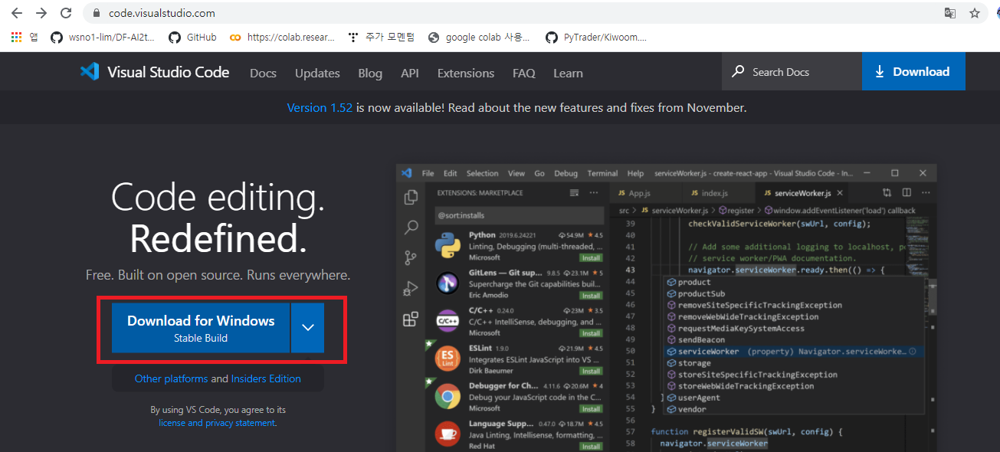 code.visualstudio.com
앱 wsno1-lim/DF-AI2t... GitHub https://colab.resear... 주가 모멘텀 google colab 사용... PyTrader/Kiwoom....
Visual Studio Code Docs Updates Blog API Extensions FAQ Learn Search Docs Download
Version 1.52 is now available! Read about the new features and fixes from November.
Code editing.
Redefined.
Free. Built on open source. Runs everywhere.
Download for Windows
Stable Build
Other platforms and Insiders Edition
By using VS Code, you agree to its
license and privacy statement.
File Edit Selection View Go Debug Terminal Help serviceWorker.js - create-react-app - Visual Studio Code - In...
EXTENSIONS: MARKETPLACE
@sort:installs
Python 2019.6.24221 54.9M ★ 4.5
Linting, Debugging (multi-threaded, ...
Microsoft Install
GitLens — Git sup... 9.8.5 23.1M ★ 5
Supercharge the Git capabilities buil...
Eric Amodio Install
C/C++
C/C++ 0.24.0 23M ★ 3.5
C/C++ IntelliSense, debugging, and ...
Microsoft Install
ES
Lint
ESLint 1.9.0 21.9M ★ 4.5
Integrates ESLint JavaScript into VS ...
Dirk Baeumer Install
Debugger for Ch... 4.11.6 20.6M ★ 4
Debug your JavaScript code in the C...
Microsoft Install
Language Supp... 0.47.0 18.7M ★ 4.5
Java Linting, Intellisense, formatting, ...
Red Hat Install
JS App.js JS index.js JS serviceWorker.js
src > JS serviceWorker.js > register > window.addEventListener('load') callback
39 checkValidServiceWorker(swUrl, config);
40
41 // Add some additional logging to localhost, p
42 // service worker/PWA documentation.
43 navigator.serviceWorker.ready.then(() => {
44 product
45 productSub
46 removeSiteSpecificTrackingException
47 removeWebWideTrackingException
48 requestMediaKeySystemAccess
49 sendBeacon
50 serviceWorker (property) Navigator.serviceWorke...
51 storage
52 storeSiteSpecificTrackingException
53 storeWebWideTrackingException
54 } userAgent
55 } vendor
56
57 function registerValidSW(swUrl, config) {
58 navigator.serviceWorker